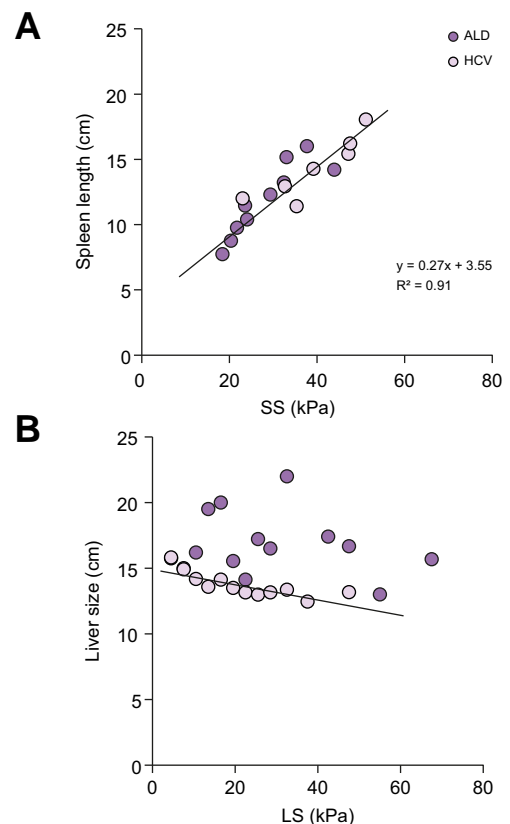 A
25
20
15
10
5
0
Spleen length (cm)
ALD
HCV
y = 0.27x + 3.55
R² = 0.91
0 20 40 60 80
SS (kPa)
B
25
20
15
10
5
0
Liver size (cm)
0 20 40 60 80
LS (kPa)